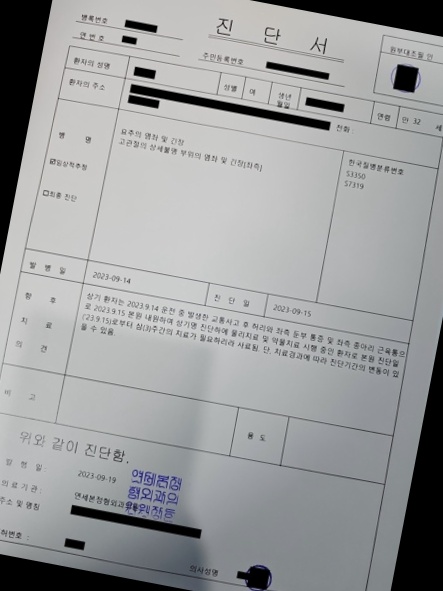 병록번호
연 번 호
진 단 서
주민등록번호
원부대조필 인
환자의 성명
성별
여
생년
월일
연령
만 32
세
환자의 주소
전화 :
병 명
☑임상적추정
☐최종 진단
요추의 염좌 및 긴장
고관절의 상세불명 부위의 염좌 및 긴장[좌측]
한국질병분류번호
S3350
S7319
발 병 일
2023-09-14
진 단 일
2023-09-15
향 후
치 료
의 견
상기 환자는 2023.9.14 운전 중 발생한 교통사고 후 허리와 좌측 둔부 통증 및 좌측 종아리 근육통으
로 2023.9.15 본원 내원하여 상기명 진단하에 물리치료 및 약물치료 시행 중인 환자로 본원 진단일
('23.9.15)로부터 삼(3)주간의 치료가 필요하리라 사료됨. 단, 치료경과에 따라 진단기간의 변동이 있
을 수 있음.
비 고
용 도
위와 같이 진단함.
발 행 일 :
2023-09-19
의 료 기 관 :
연세본정형외과
주소 및 명칭
허번호 :
의사성명